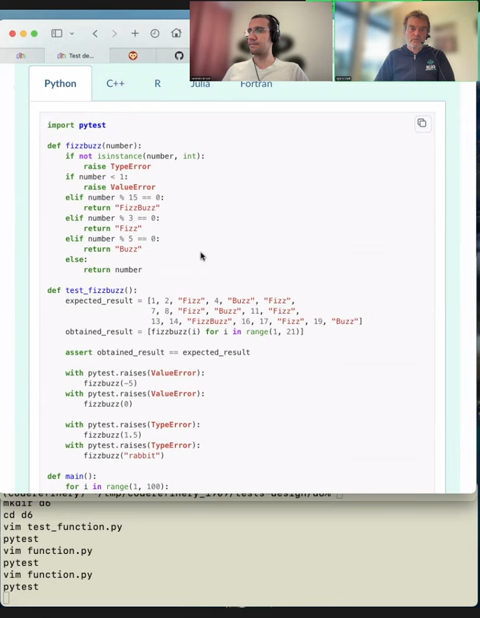 Test de...
Python
C++
R
Julia
Fortran
import pytest
def fizzbuzz(number):
    if not isinstance(number, int):
        raise TypeError
    if number < 1:
        raise ValueError
    elif number % 15 == 0:
        return "FizzBuzz"
    elif number % 3 == 0:
        return "Fizz"
    elif number % 5 == 0:
        return "Buzz"
    else:
        return number
def test_fizzbuzz():
    expected_result = [1, 2, "Fizz", 4, "Buzz", "Fizz",
                       7, 8, "Fizz", "Buzz", 11, "Fizz",
                       13, 14, "FizzBuzz", 16, 17, "Fizz", 19, "Buzz"]
    obtained_result = [fizzbuzz(i) for i in range(1, 21)]
    assert obtained_result == expected_result
    with pytest.raises(ValueError):
        fizzbuzz(-5)
    with pytest.raises(ValueError):
        fizzbuzz(0)
    with pytest.raises(TypeError):
        fizzbuzz(1.5)
    with pytest.raises(TypeError):
        fizzbuzz("rabbit")
def main():
    for i in range(1, 100):
mkdir d6
cd d6
vim test_function.py
pytest
vim function.py
pytest
vim function.py
pytest